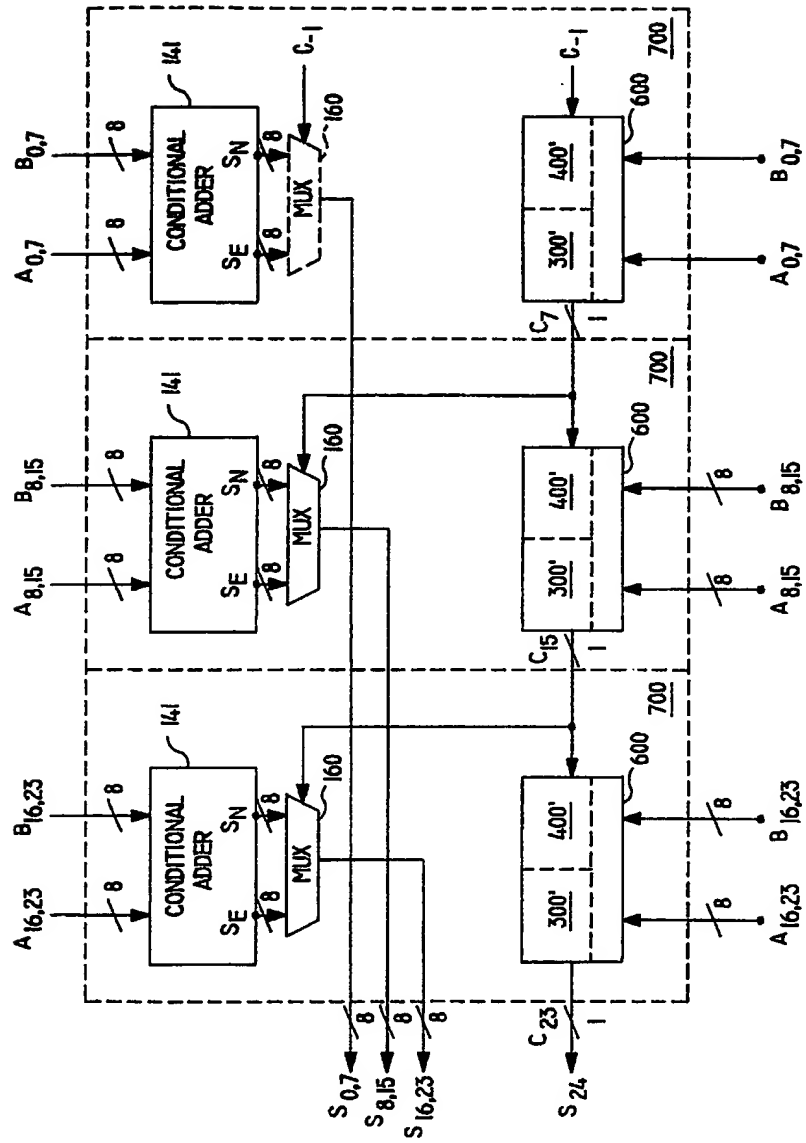 A16,23 B16,23 A8,15 B8,15 A0,7 B0,7
8 8 8 8 8 8
141 141 141
CONDITIONAL ADDER
CONDITIONAL ADDER
CONDITIONAL ADDER
SE SN SE SN SE SN
8 8 8 8 8 8
MUX MUX MUX
160 160 160
C-1
S0,7 8
S8,15 8
S16,23 8
C23 C15 C7 C-1
1 1 1
S24
300' 400' 300' 400' 300' 400'
600 600 600
8 8 8 8
700 700 700
A16,23 B16,23 A8,15 B8,15 A0,7 B0,7